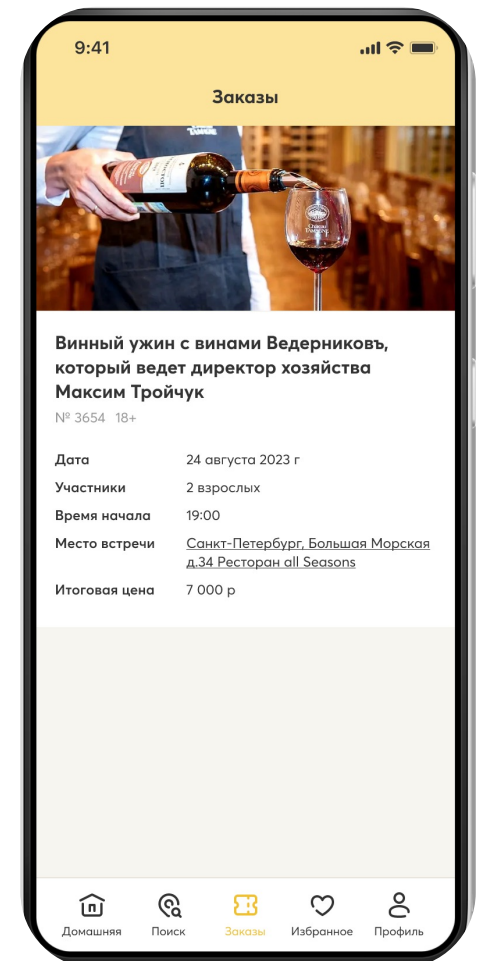 9:41
Заказы
Château
TAMAGNE
Винный ужин с винами Ведерниковъ,
который ведет директор хозяйства
Максим Тройчук
№ 3654 18+
Дата 24 августа 2023 г
Участники 2 взрослых
Время начала 19:00
Место встречи Санкт-Петербург, Большая Морская
д.34 Ресторан all Seasons
Итоговая цена 7 000 р
Домашняя Поиск Заказы Избранное Профиль